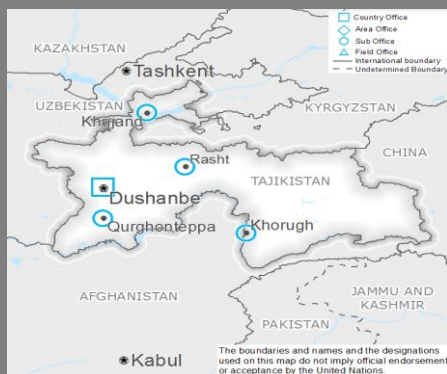 Country Office
Area Office
Sub Office
Field Office
International boundary
Undetermined Boundary
KAZAKHSTAN
Tashkent
UZBEKISTAN
KYRGYZSTAN
Khujand
CHINA
Rasht
TAJIKISTAN
Dushanbe
Qurghonteppa
Khorugh
AFGHANISTAN
JAMMU AND
KASHMIR
PAKISTAN
Kabul
The boundaries and names and the designations
used on this map do not imply official endorsement
or acceptance by the United Nations.